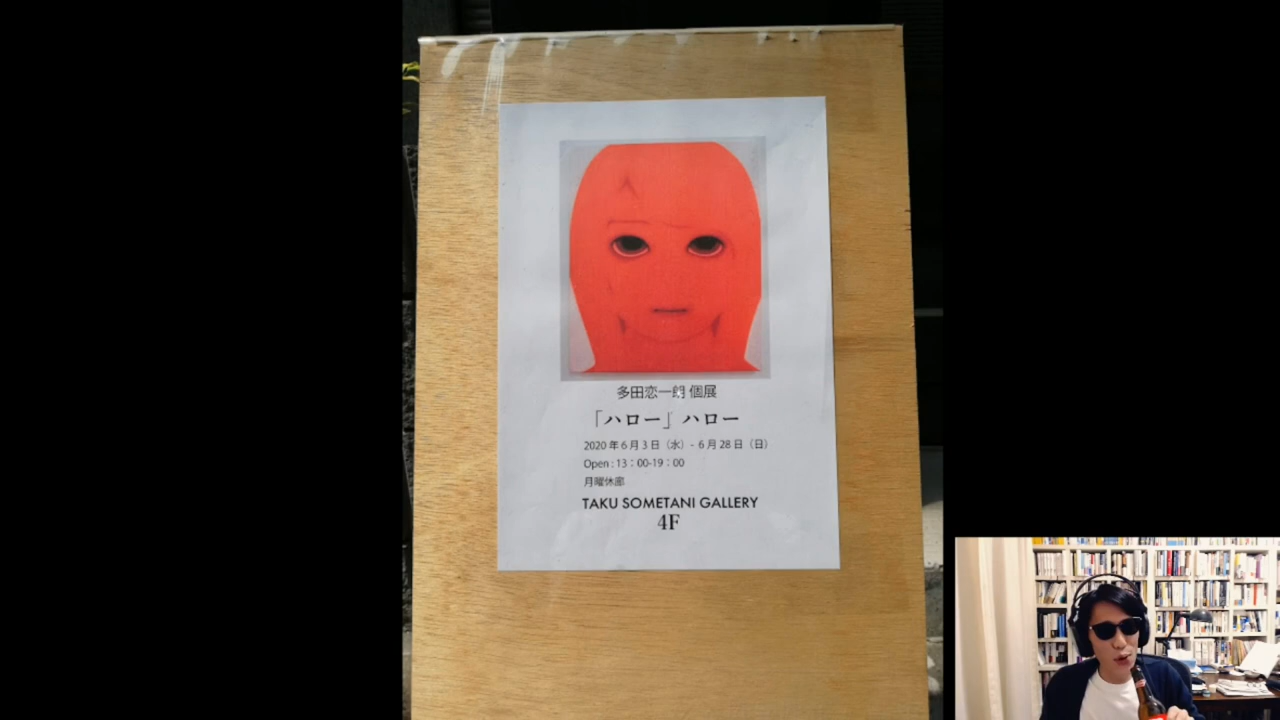 多田恋一朗 個展
「ハロー」ハロー
2020年6月3日(水) - 6月28日(日)
Open : 13：00-19：00
月曜休廊
TAKU SOMETANI GALLERY
4F